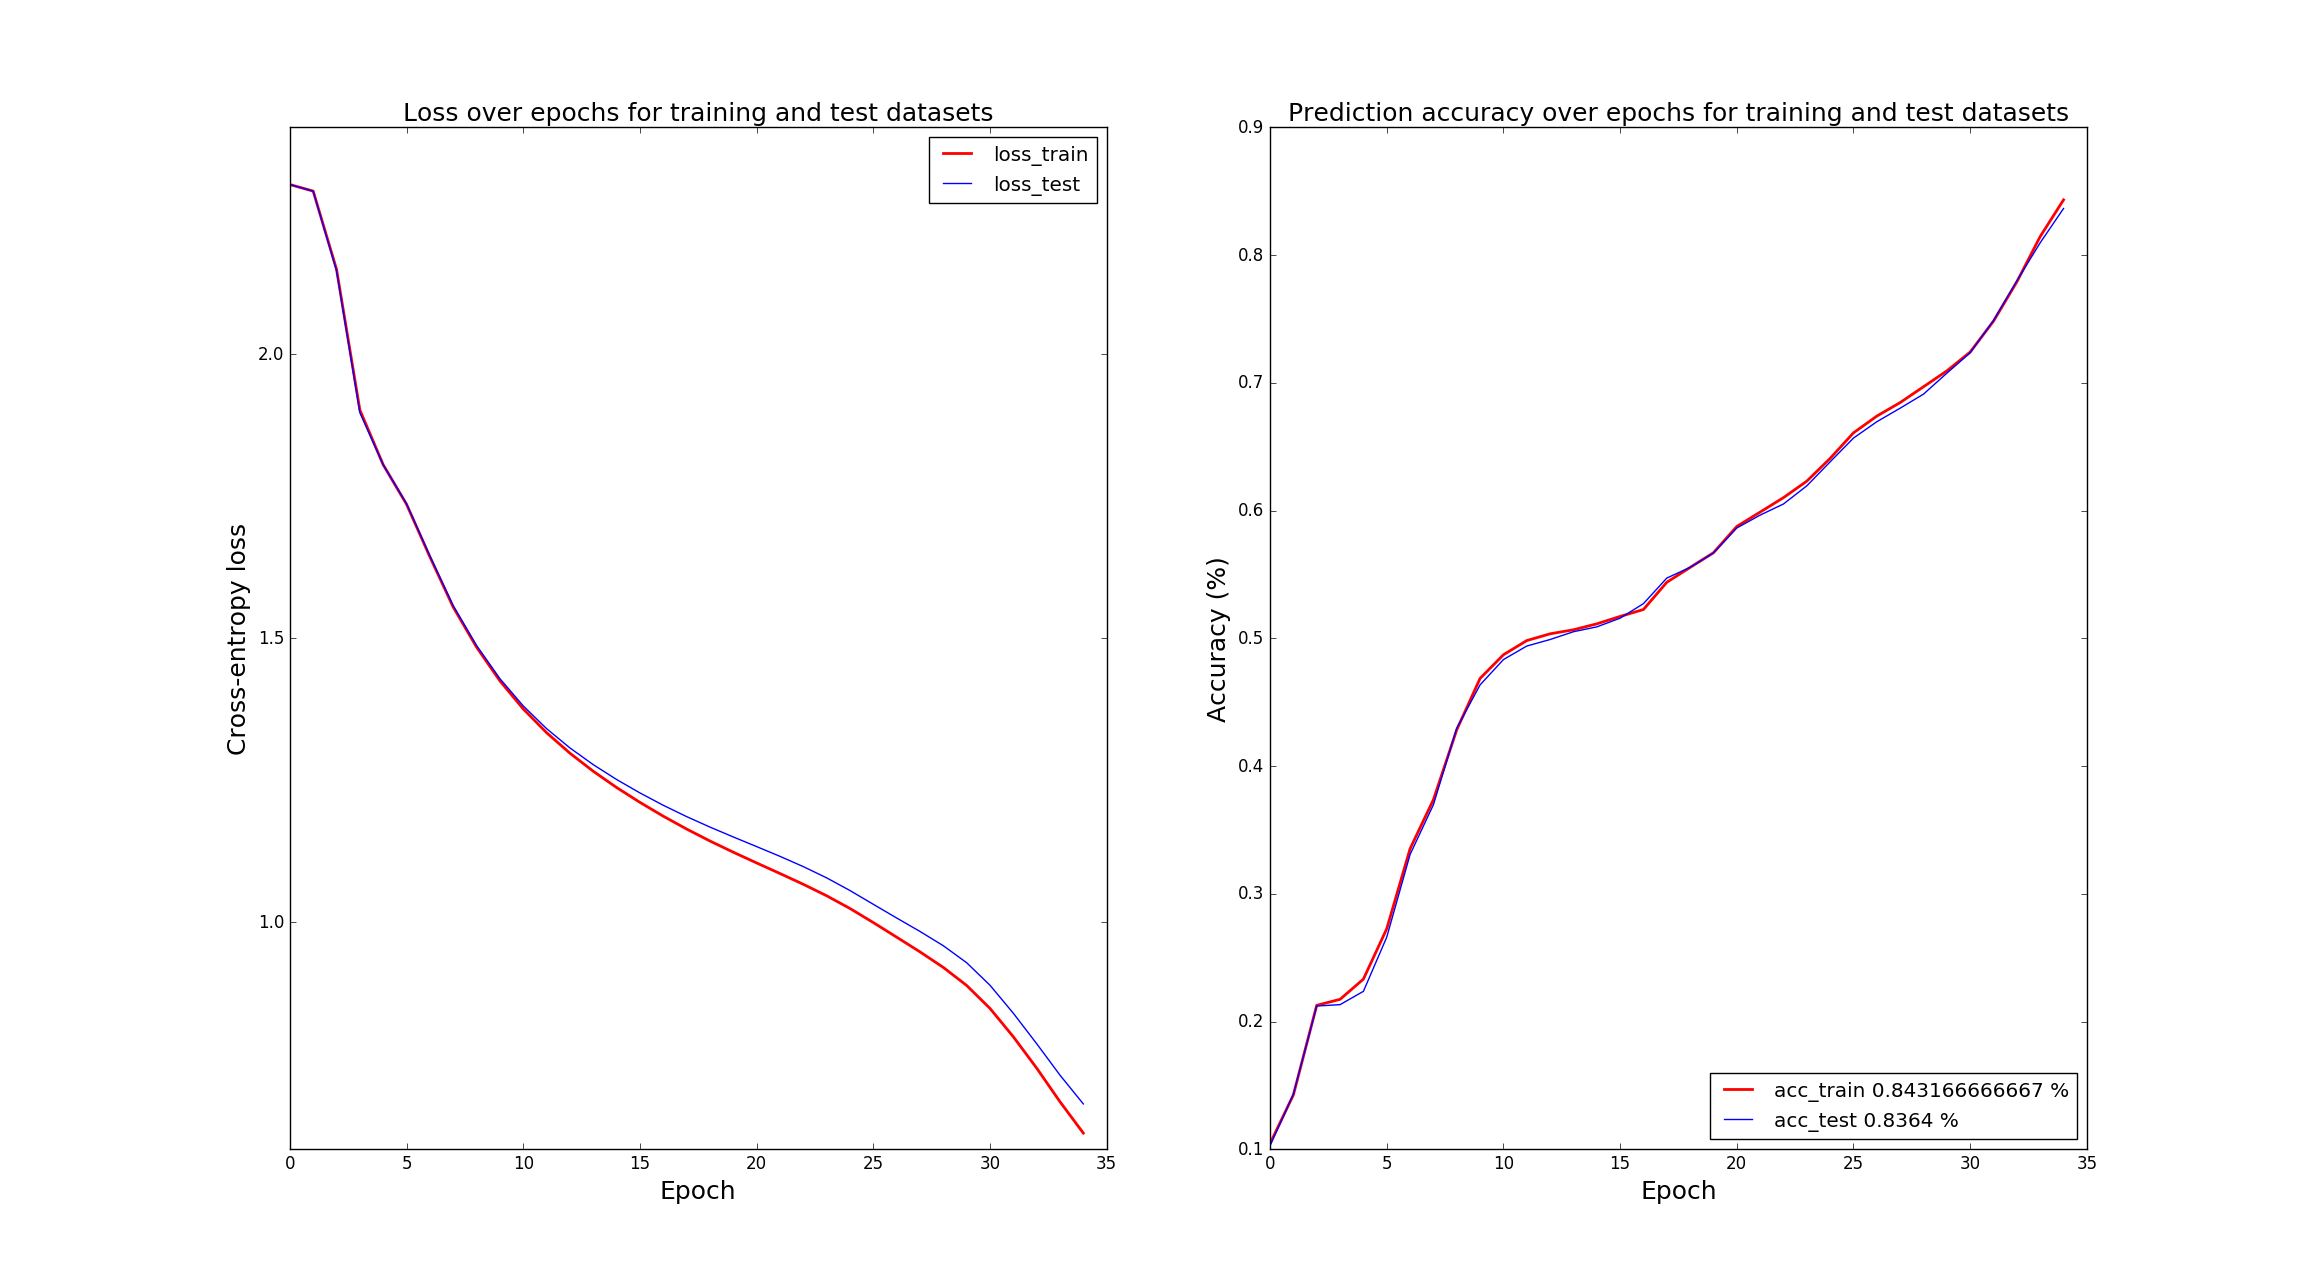 Loss over epochs for training and test datasets
loss_train
loss_test
2.0
1.5
1.0
Cross-entropy loss
0 5 10 15 20 25 30 35
Epoch
Prediction accuracy over epochs for training and test datasets
0.9
0.8
0.7
0.6
0.5
0.4
0.3
0.2
0.1
Accuracy (%)
acc_train 0.843166666667 %
acc_test 0.8364 %
0 5 10 15 20 25 30 35
Epoch